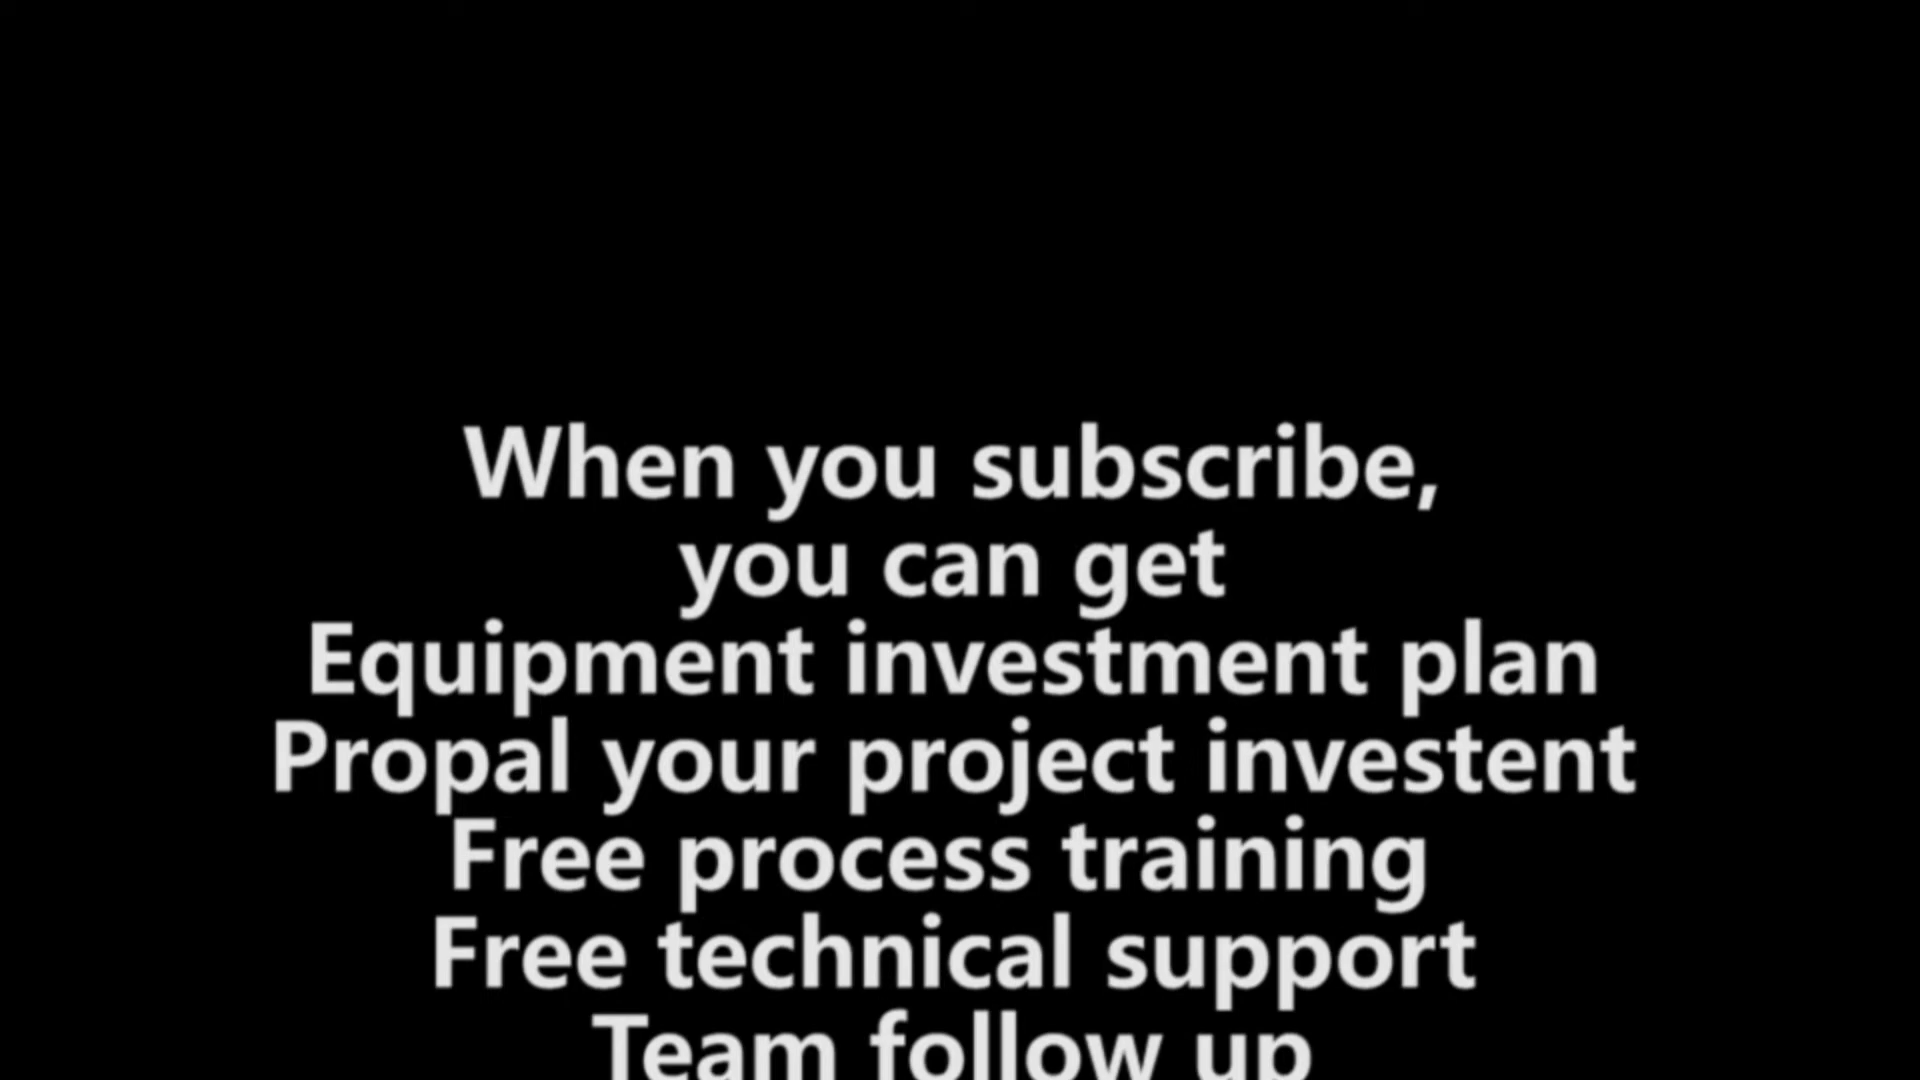 When you subscribe,
you can get
Equipment investment plan
Propal your project investent
Free process training
Free technical support
Team follow up